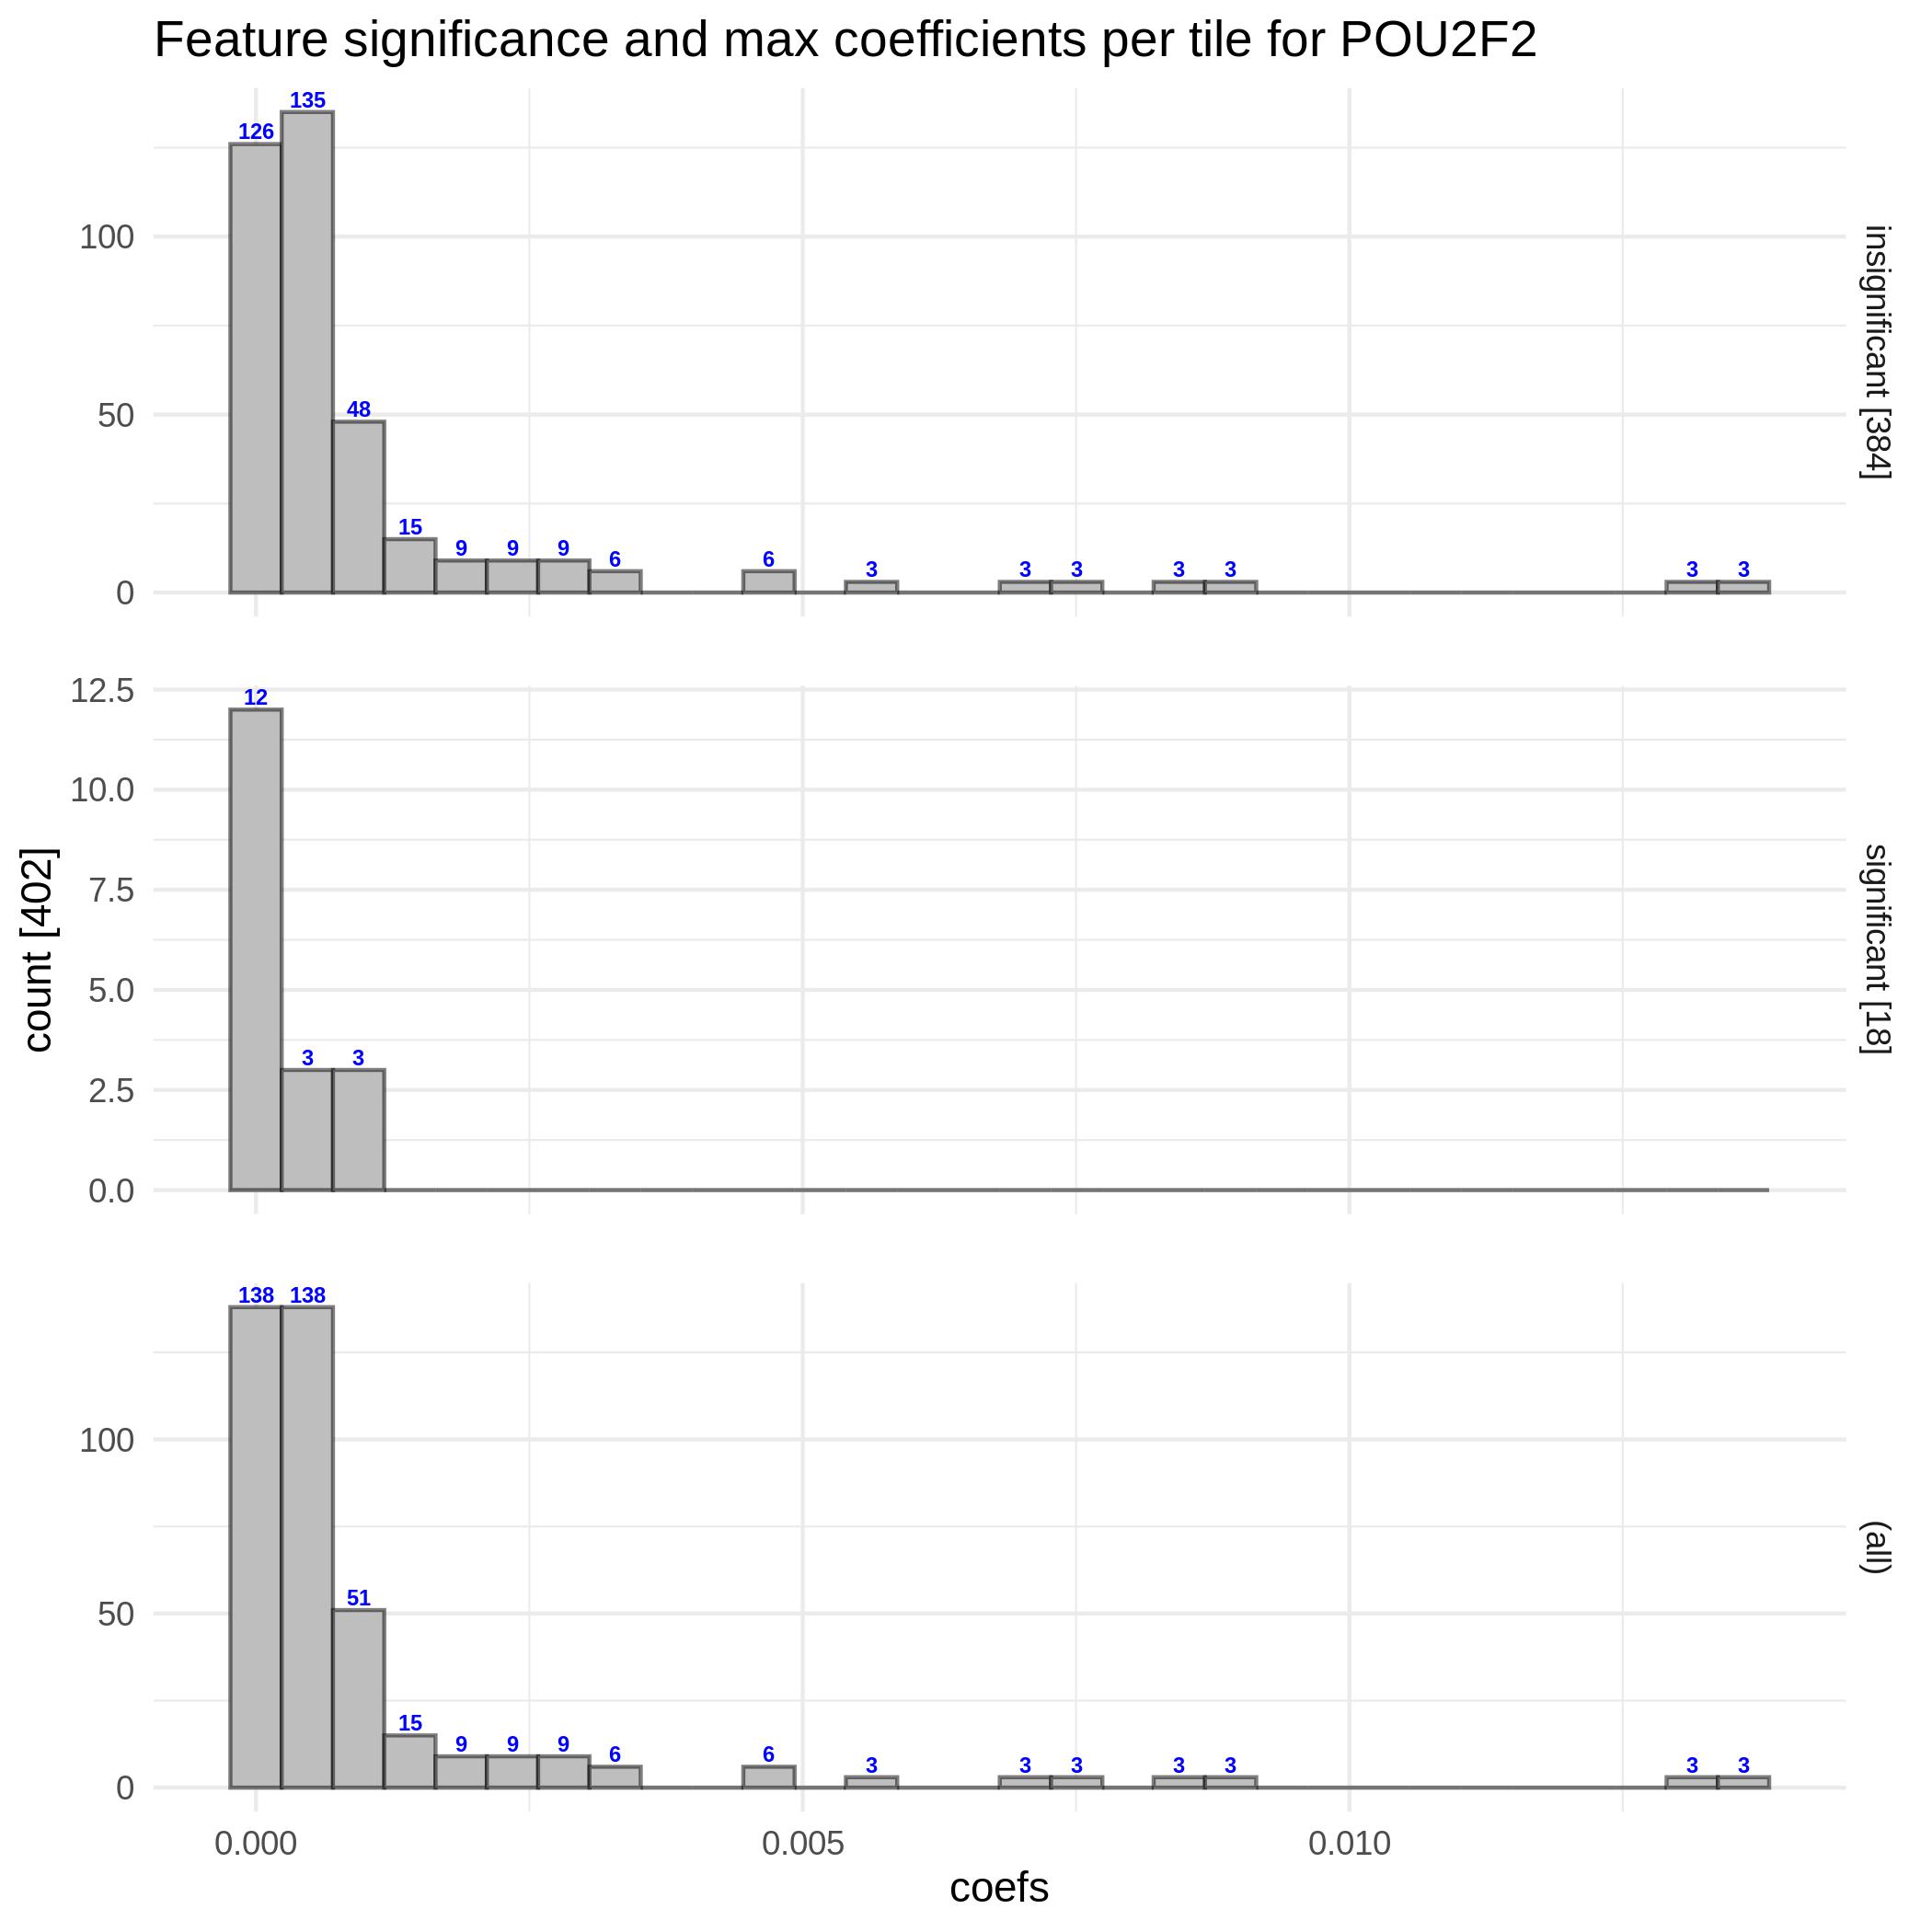 Feature significance and max coefficients per tile for POU2F2
126 135 48 15 9 9 9 6 6 3 3 3 3 3 3 3
100
50
0
insignificant [384]
12.5
10.0
7.5
5.0
2.5
0.0
12 3 3
significant [18]
count [402]
138 138 51 15 9 9 9 6 6 3 3 3 3 3 3 3
100
50
0
(all)
0.000 0.005 0.010
coefs